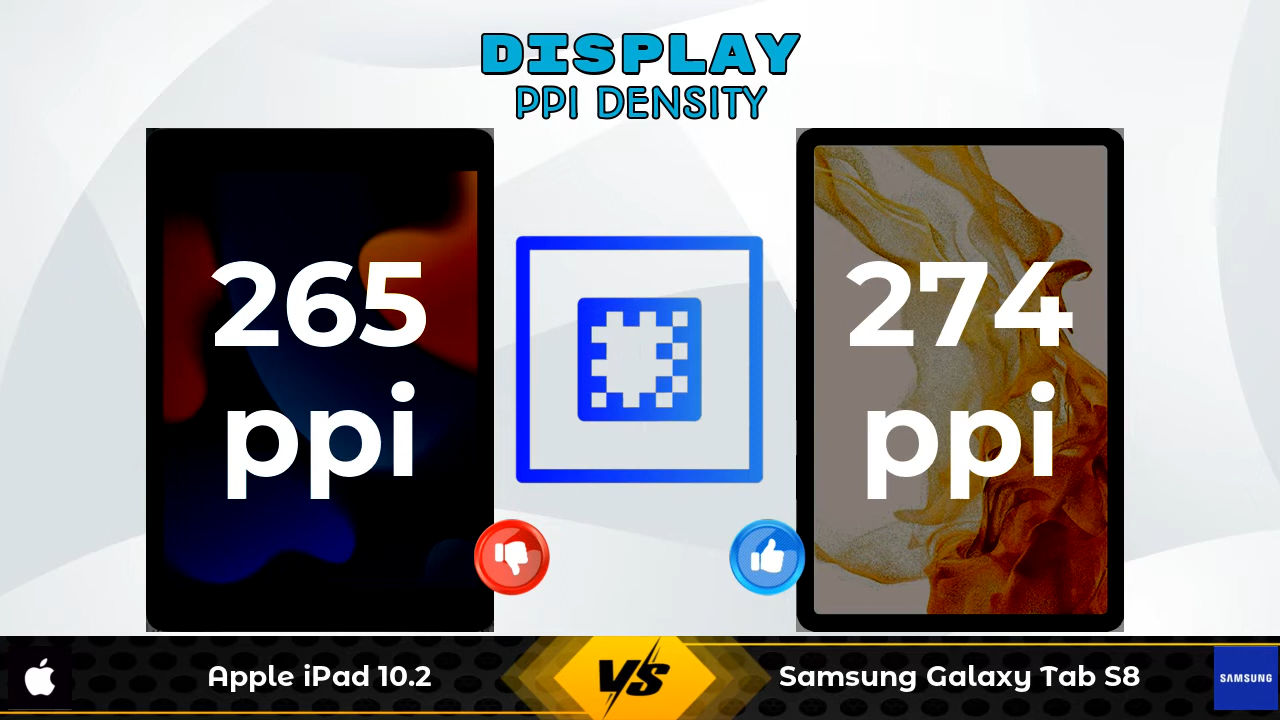 DISPLAY
PPI DENSITY
265
ppi
274
ppi
Apple iPad 10.2
VS
Samsung Galaxy Tab S8
SAMSUNG